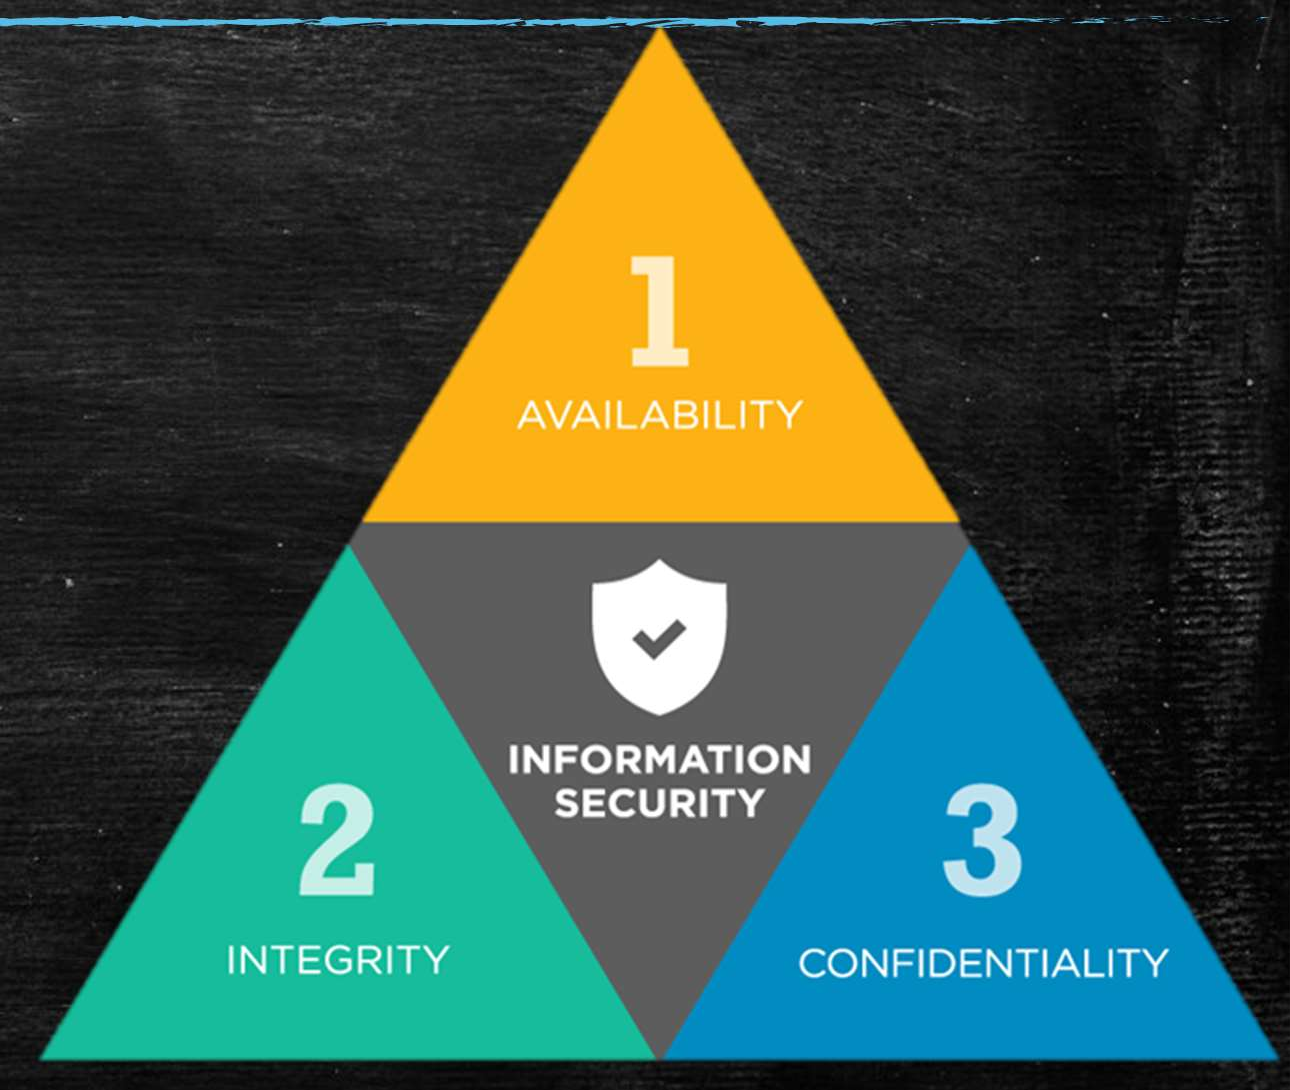 1
AVAILABILITY
INFORMATION
SECURITY
2
INTEGRITY
3
CONFIDENTIALITY